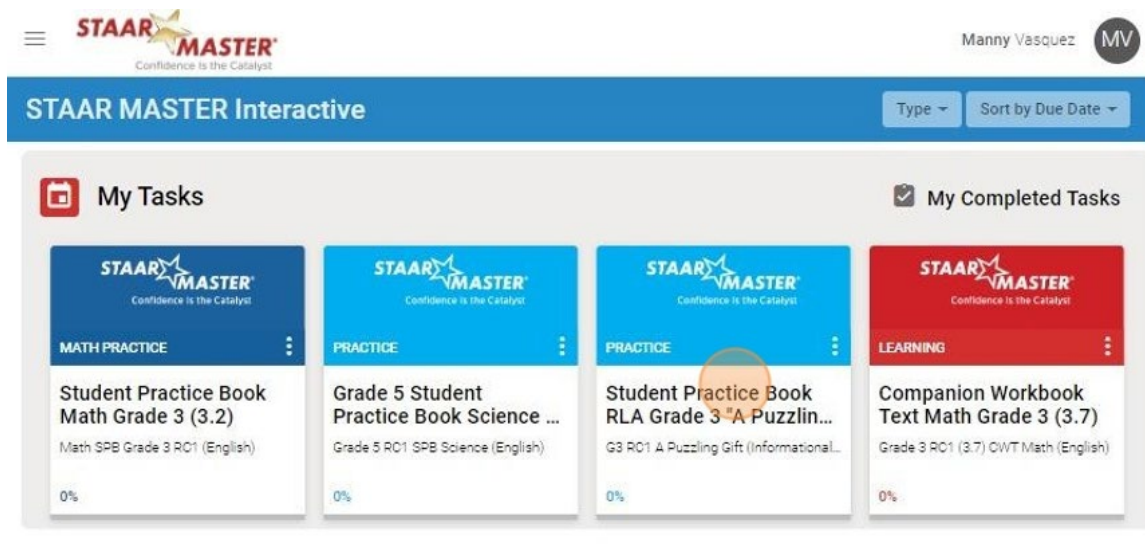 STAAR MASTER
Confidence is the Catalyst
Manny Vasquez
MV
STAAR MASTER Interactive
Type
Sort by Due Date
My Tasks
My Completed Tasks
STAAR MASTER
Confidence is the Catalyst
MATH PRACTICE
Student Practice Book
Math Grade 3 (3.2)
Math SPB Grade 3 RC1 (English)
0%
STAAR MASTER
Confidence is the Catalyst
PRACTICE
Grade 5 Student
Practice Book Science ...
Grade 5 RC1 SPB Science (English)
0%
STAAR MASTER
Confidence is the Catalyst
PRACTICE
Student Practice Book
RLA Grade 3 "A Puzzlin...
G3 RC1 A Puzzling Gift (Informational...
0%
STAAR MASTER
Confidence is the Catalyst
LEARNING
Companion Workbook
Text Math Grade 3 (3.7)
Grade 3 RC1 (3.7) CWT Math (English)
0%